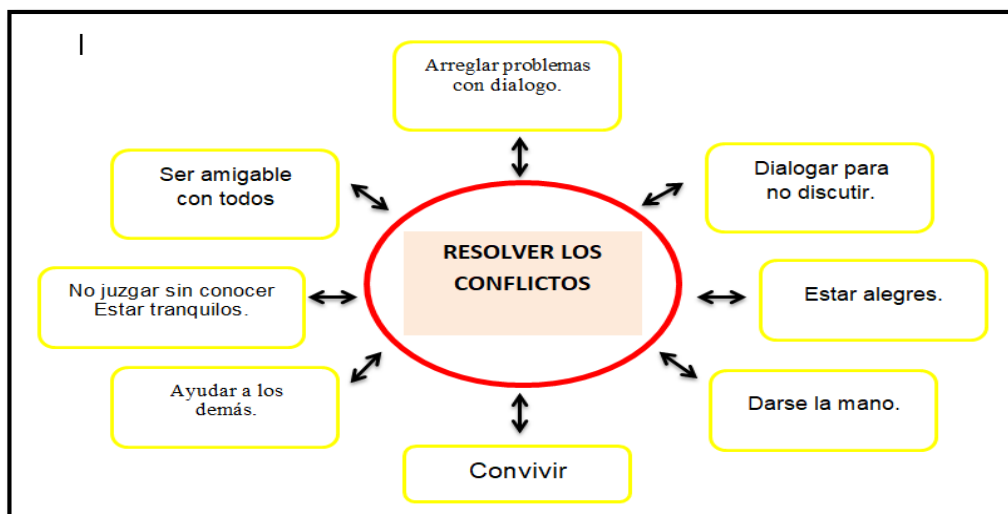 Arreglar problemas
con dialogo.
Ser amigable
con todos
Dialogar para
no discutir.
RESOLVER LOS
CONFLICTOS
No juzgar sin conocer
Estar tranquilos.
Estar alegres.
Ayudar a los
demás.
Darse la mano.
Convivir